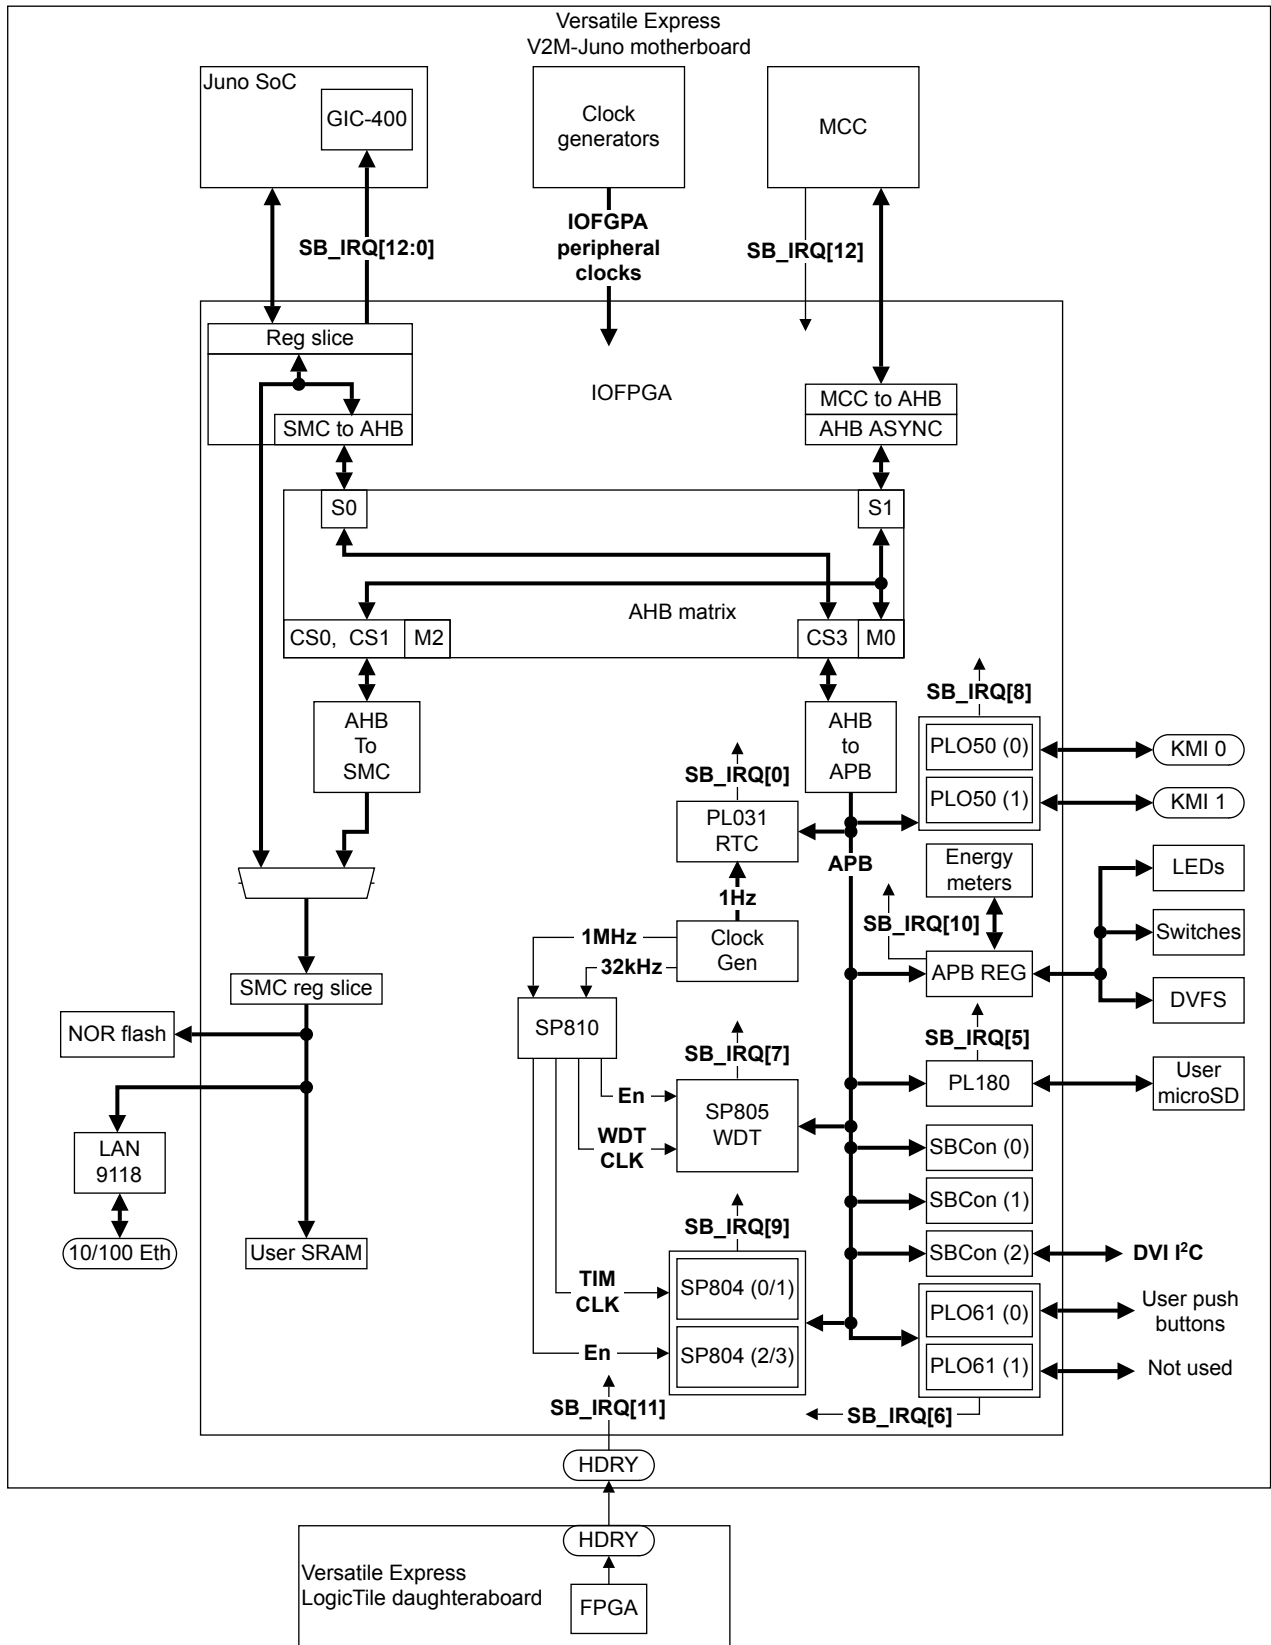 Versatile Express
V2M-Juno motherboard
Juno SoC
GIC-400
Clock
generators
MCC
SB_IRQ[12:0]
IOFGPA
peripheral
clocks
SB_IRQ[12]
Reg slice
IOFPGA
SMC to AHB
MCC to AHB
AHB ASYNC
S0
S1
AHB matrix
CS0, CS1
M2
CS3
M0
AHB
To
SMC
AHB
to
APB
SB_IRQ[8]
PLO50 (0)
PLO50 (1)
KMI 0
KMI 1
SB_IRQ[0]
PL031
RTC
APB
Energy
meters
LEDs
1Hz
SB_IRQ[10]
Switches
1MHz
32kHz
Clock
Gen
APB REG
DVFS
SMC reg slice
NOR flash
SP810
SB_IRQ[7]
SB_IRQ[5]
PL180
User
microSD
En
WDT
CLK
SP805
WDT
LAN
9118
SBCon (0)
SBCon (1)
SBCon (2)
DVI I²C
10/100 Eth
User SRAM
SB_IRQ[9]
TIM
CLK
SP804 (0/1)
En
SP804 (2/3)
PLO61 (0)
User push
buttons
PLO61 (1)
Not used
SB_IRQ[11]
SB_IRQ[6]
HDRY
HDRY
Versatile Express
LogicTile daughteraboard
FPGA